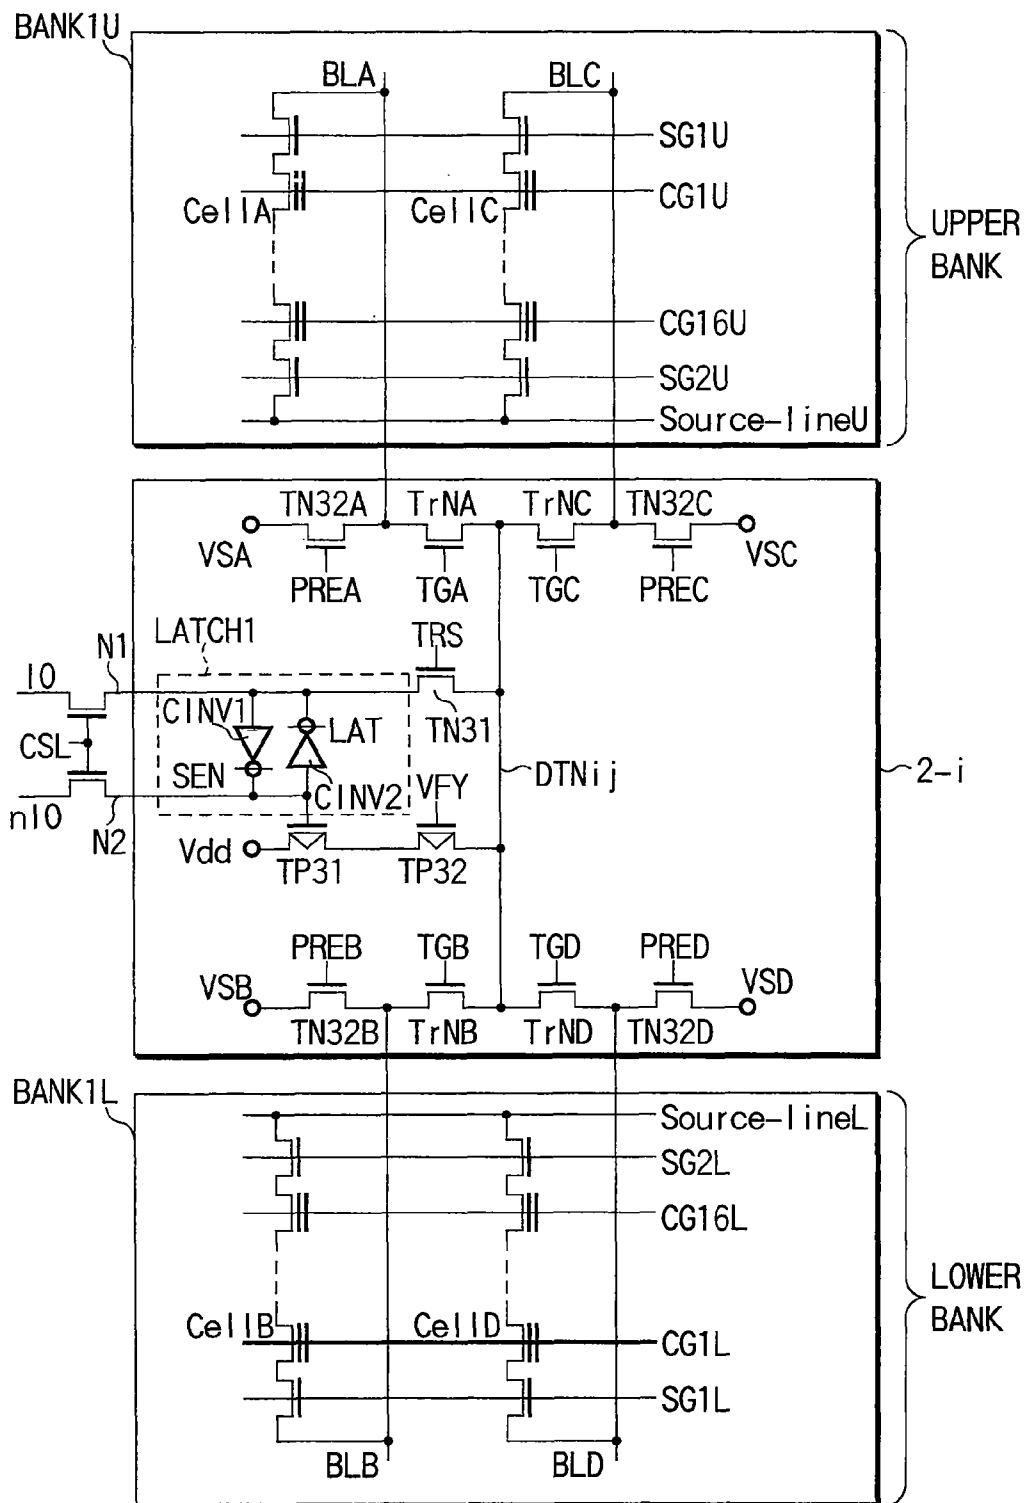 BANK1U
BLA
BLC
SG1U
CellA
CellC
CG1U
UPPER
BANK
CG16U
SG2U
Source-lineU
TN32A
TrNA
TrNC
TN32C
VSA
VSC
PREA
TGA
TGC
PREC
LATCH1
TRS
N1
IO
CINV1
LAT
TN31
CSL
SEN
CINV2
VFY
DTNij
2-i
nIO
N2
Vdd
TP31
TP32
PREB
TGB
TGD
PRED
VSB
VSD
TN32B
TrNB
TrND
TN32D
BANK1L
Source-lineL
SG2L
CG16L
LOWER
BANK
CellB
CellD
CG1L
SG1L
BLB
BLD